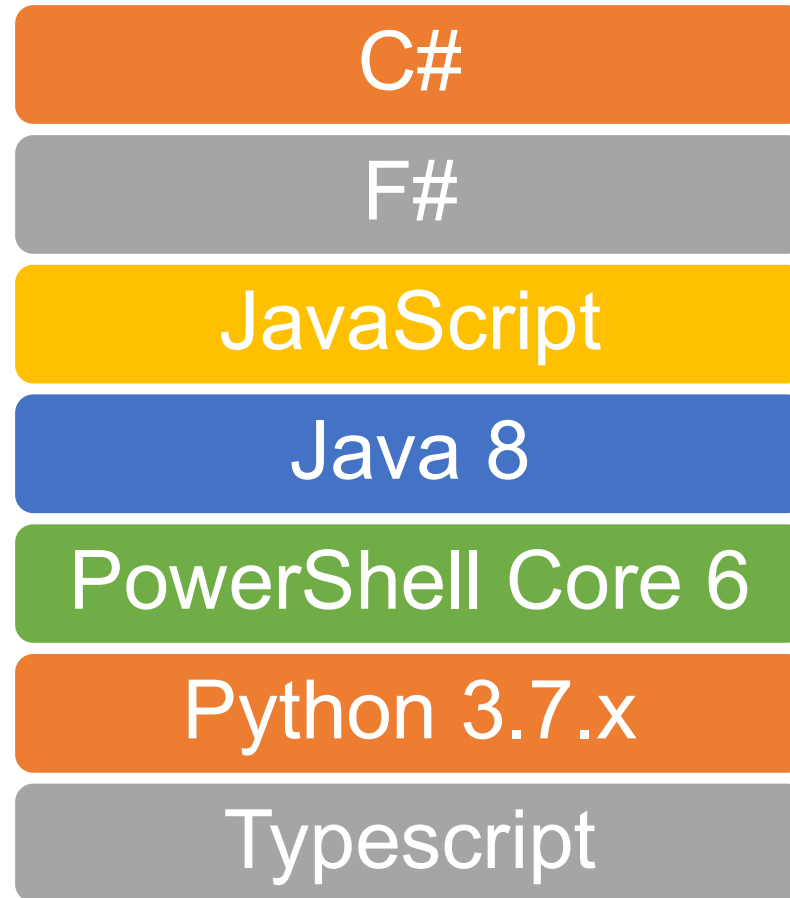 C#
F#
JavaScript
Java 8
PowerShell Core 6
Python 3.7.x
Typescript